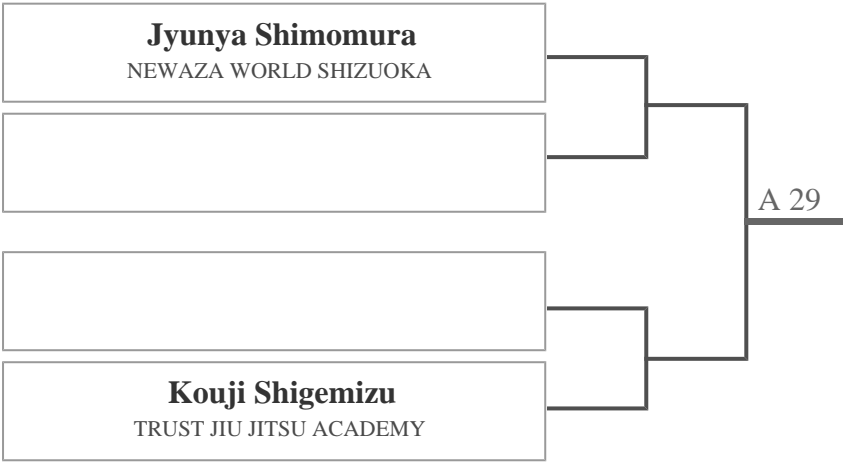 Jyunya Shimomura
NEWAZA WORLD SHIZUOKA
A 29
Kouji Shigemizu
TRUST JIU JITSU ACADEMY